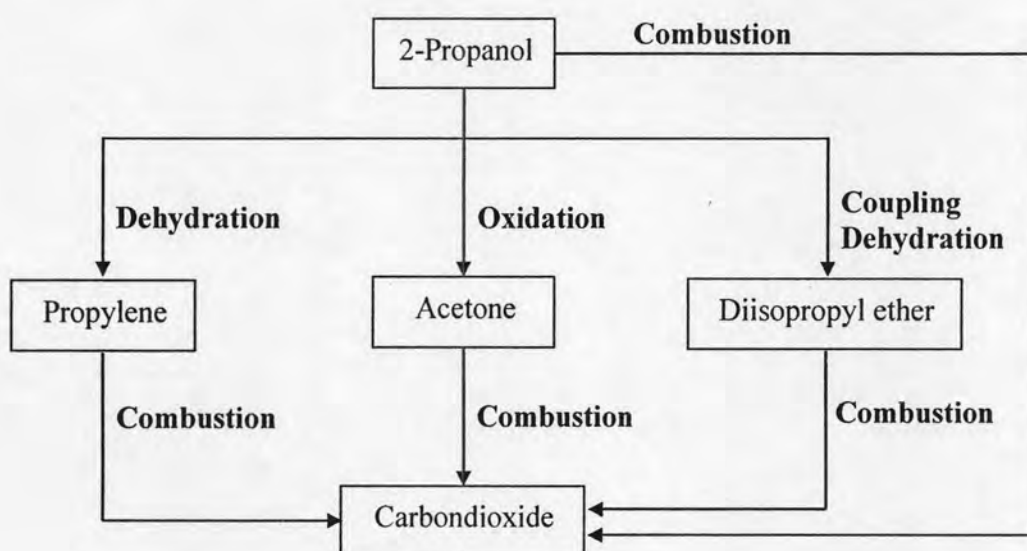 2-Propanol
Combustion
Dehydration
Oxidation
Coupling
Dehydration
Propylene
Acetone
Diisopropyl ether
Combustion
Combustion
Combustion
Carbondioxide